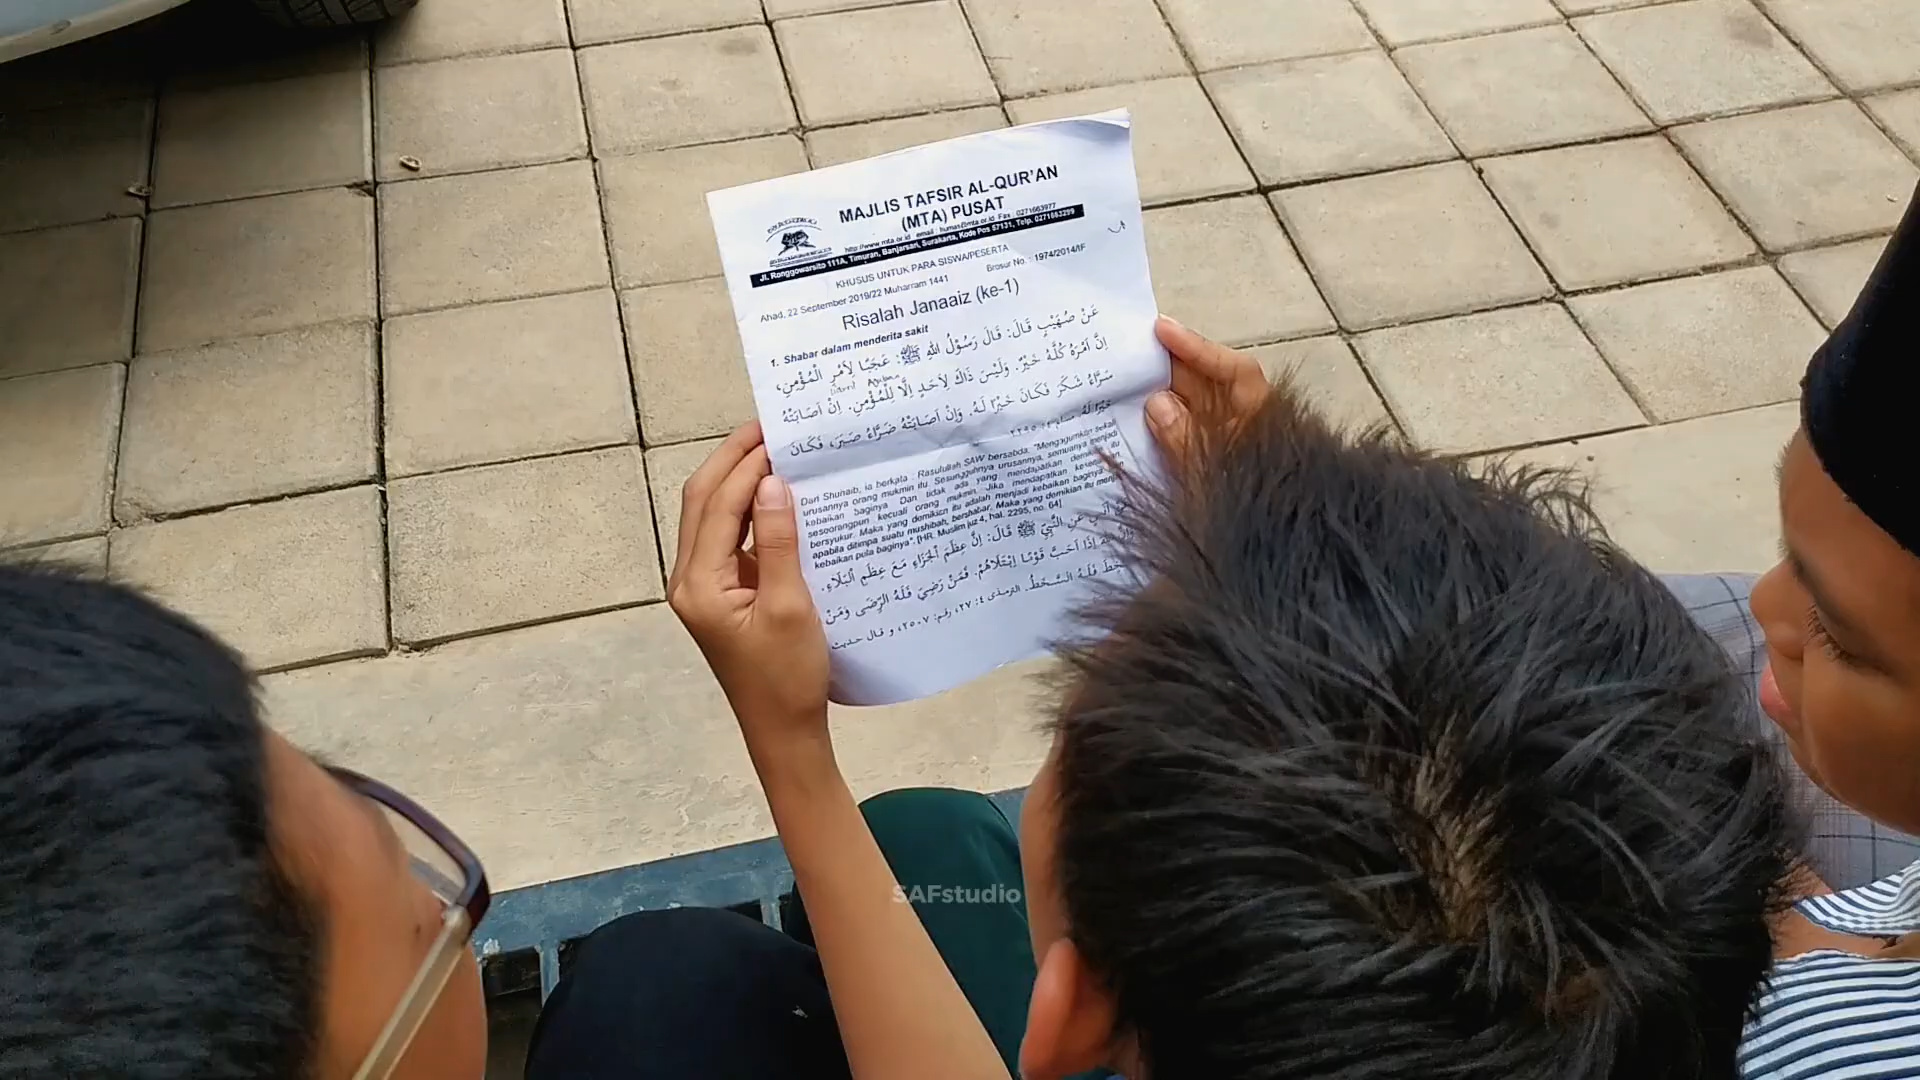 MAJLIS TAFSIR AL-QUR'AN
(MTA) PUSAT
http://www.mta.or.id email : humas@mta.or.id Fax : 0271663977
Jl. Ronggowarsito 111A, Timuran, Banjarsari, Surakarta, Kode Pos 57131, Telp. 0271663299
KHUSUS UNTUK PARA SISWA/PESERTA
Ahad, 22 September 2019/22 Muharram 1441
Brosur No. : 1974/2014/IF
Risalah Janaaiz (ke-1)
1. Shabar dalam menderita sakit
عَنْ صُهَيْبٍ قَالَ: قَالَ رَسُوْلُ اللهِ ﷺ: عَجَبًا لِاَمْرِ الْمُؤْمِنِ،
اِنَّ اَمْرَهُ كُلَّهُ خَيْرٌ. وَلَيْسَ ذَاكَ لِاَحَدٍ اِلَّا لِلْمُؤْمِنِ. اِنْ اَصَابَتْهُ
سَرَّاءُ شَكَرَ فَكَانَ خَيْرًا لَهُ. وَاِنْ اَصَابَتْهُ ضَرَّاءُ صَبَرَ، فَكَانَ
خَيْرًا لَهُ. مسلم ٤: ٢٢٩٥
Dari Shuhaib, ia berkata : Rasulullah SAW bersabda, "Mengagumkan sekali
urusannya orang mukmin itu. Sesungguhnya urusannya, semuanya menjadi
kebaikan baginya. Dan tidak ada yang mendapatkan demikian itu
seseorangpun kecuali orang mukmin. Jika mendapatkan kesenangan
bersyukur. Maka yang demikian itu adalah menjadi kebaikan baginya.
apabila ditimpa suatu mushibah, bershabar. Maka yang demikian itu
kebaikan pula baginya". [HR. Muslim juz 4, hal. 2295, no. 64]
عَنِ النَّبِيِّ ﷺ قَالَ: اِنَّ عِظَمَ الْجَزَاءِ مَعَ عِظَمِ الْبَلَاءِ.
اِذَا اَحَبَّ قَوْمًا اِبْتَلَاهُمْ. فَمَنْ رَضِيَ فَلَهُ الرِّضَى وَمَنْ
فَلَهُ السَّخَطُ. الترمذى ٤: ٢٧، رقم: ٢٥٠٧، و قال حديث
SAFstudio